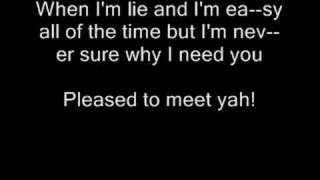 When I'm lie and I'm ea--sy
all of the time but I'm nev--
er sure why I need you
Pleased to meet yah!